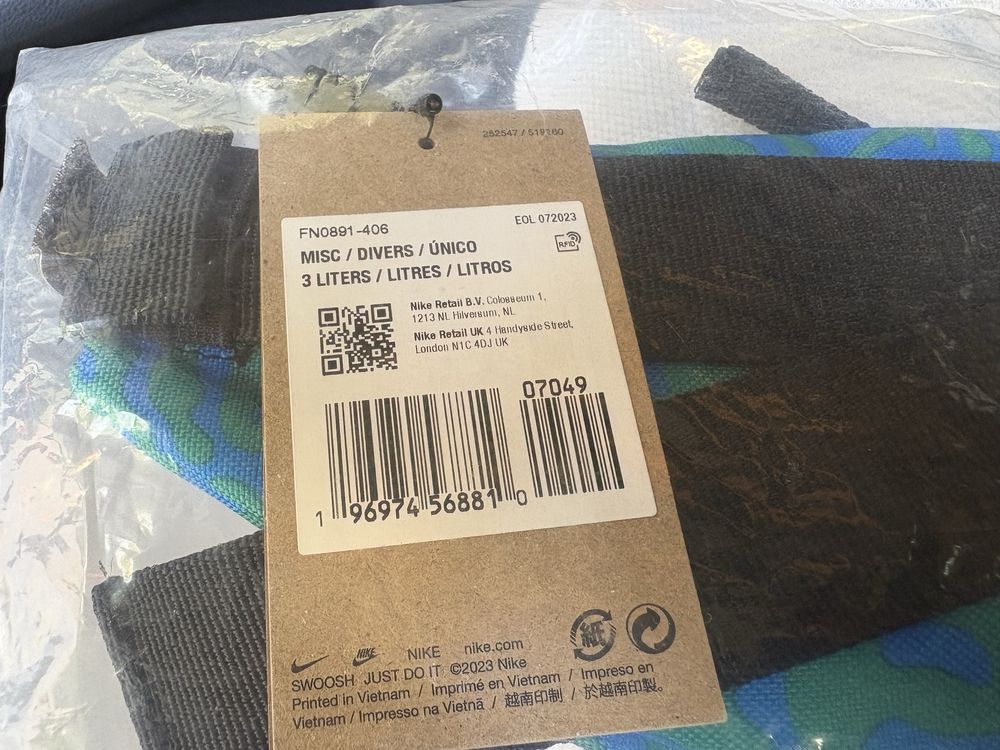 252547 / 519260
FN0891-406
EOL 072023
MISC / DIVERS / ÚNICO
RFID
3 LITERS / LITRES / LITROS
Nike Retail B.V. Colosseum 1,
1213 NL Hilversum, NL
Nike Retail UK 4 Handyside Street,
London N1C 4DJ UK
07049
1 96974 56881 0
紙
NIKE NIKE nike.com
SWOOSH JUST DO IT ©2023 Nike
Printed in Vietnam / Imprimé en Vietnam / Impreso en
Vietnam / Impresso na Vietnã / 越南印制 / 於越南印製。